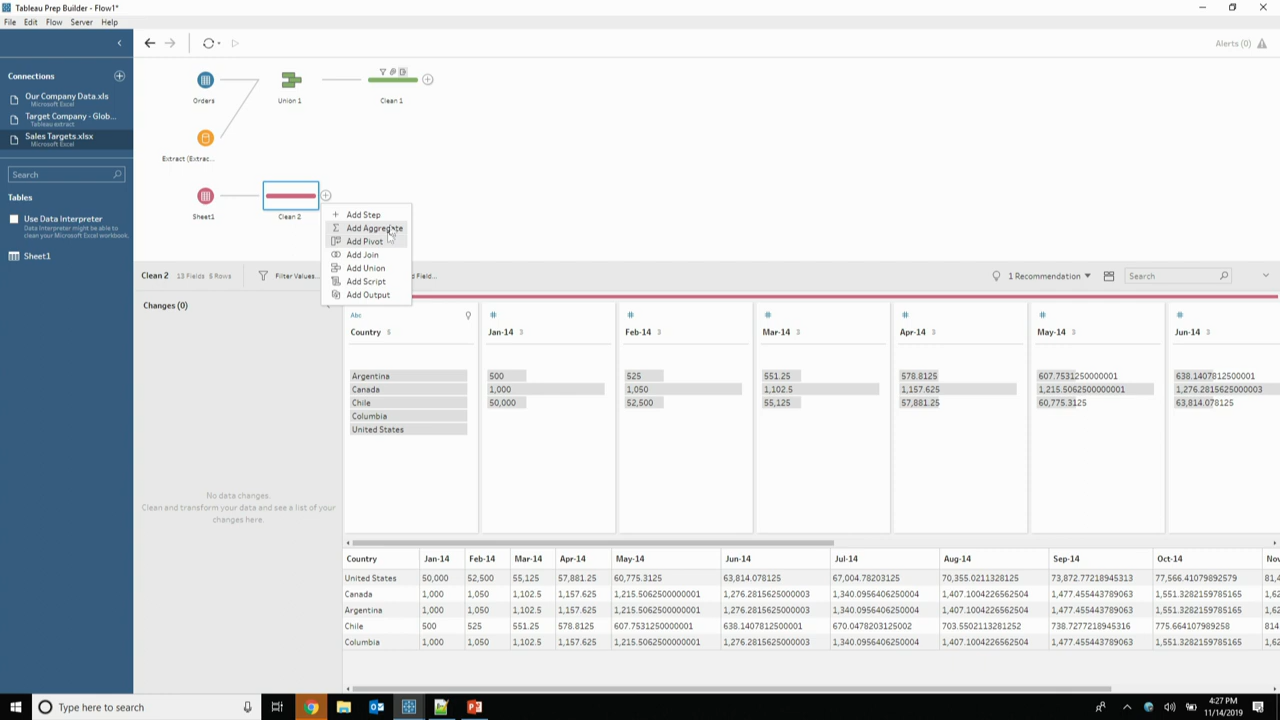 Tableau Prep Builder - Flow1*
File Edit Flow Server Help
Alerts (0)
Connections
Our Company Data.xls
Microsoft Excel
Target Company - Glob...
Tableau extract
Sales Targets.xlsx
Microsoft Excel
Search
Tables
Use Data Interpreter
Data Interpreter might be able to
clean your Microsoft Excel workbook.
Sheet1
Orders
Union 1
Clean 1
Extract (Extrac...
Sheet1
Clean 2
Add Step
Add Aggregate
Add Pivot
Add Join
Add Union
Add Script
Add Output
Clean 2 13 Fields 5 Rows Filter Values... d Field... 1 Recommendation Search
Changes (0)
No data changes.
Clean and transform your data and see a list of your
changes here.
Abc # # # # # #
Country 5 Jan-14 3 Feb-14 3 Mar-14 3 Apr-14 3 May-14 3 Jun-14 3
Argentina 500 525 551.25 578.8125 607.7531250000001 638.1407812500001
Canada 1,000 1,050 1,102.5 1,157.625 1,215.5062500000001 1,276.2815625000003
Chile 50,000 52,500 55,125 57,881.25 60,775.3125 63,814.078125
Columbia
United States
Country Jan-14 Feb-14 Mar-14 Apr-14 May-14 Jun-14 Jul-14 Aug-14 Sep-14 Oct-14 Nov
United States 50,000 52,500 55,125 57,881.25 60,775.3125 63,814.078125 67,004.78203125 70,355.0211328125 73,872.77218945313 77,566.41079892579 81,4
Canada 1,000 1,050 1,102.5 1,157.625 1,215.5062500000001 1,276.2815625000003 1,340.0956406250004 1,407.1004226562504 1,477.455443789063 1,551.3282159785165 1,62
Argentina 1,000 1,050 1,102.5 1,157.625 1,215.5062500000001 1,276.2815625000003 1,340.0956406250004 1,407.1004226562504 1,477.455443789063 1,551.3282159785165 1,62
Chile 500 525 551.25 578.8125 607.7531250000001 638.1407812500001 670.0478203125002 703.5502113281252 738.7277218945316 775.664107989258 814
Columbia 1,000 1,050 1,102.5 1,157.625 1,215.5062500000001 1,276.2815625000003 1,340.0956406250004 1,407.1004226562504 1,477.455443789063 1,551.3282159785165 1,62
Type here to search
4:27 PM
11/14/2019